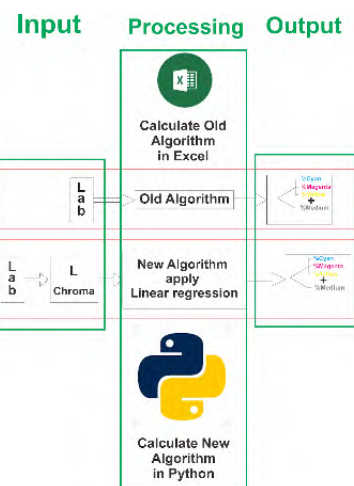 Input
Processing
Output
Calculate Old
Algorithm
in Excel
L
a
b
Old Algorithm
%Cyan
%Magenta
%Yellow
+
%Medium
L
a
b
L
Chroma
New Algorithm
apply
Linear regression
%Cyan
%Magenta
%Yellow
+
%Medium
Calculate New
Algorithm
in Python